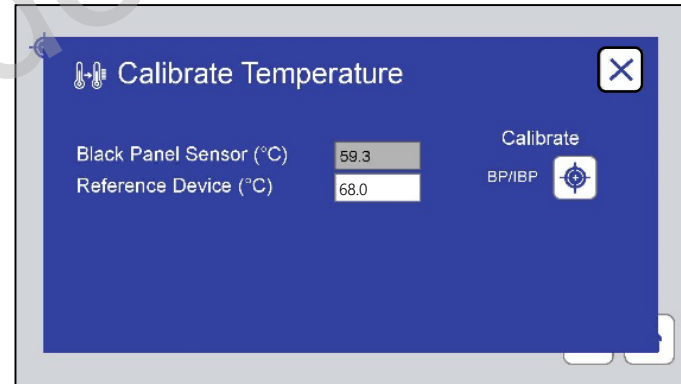 Calibrate Temperature
Calibrate
Black Panel Sensor (°C) 59.3
BP/IBP
Reference Device (°C) 68.0